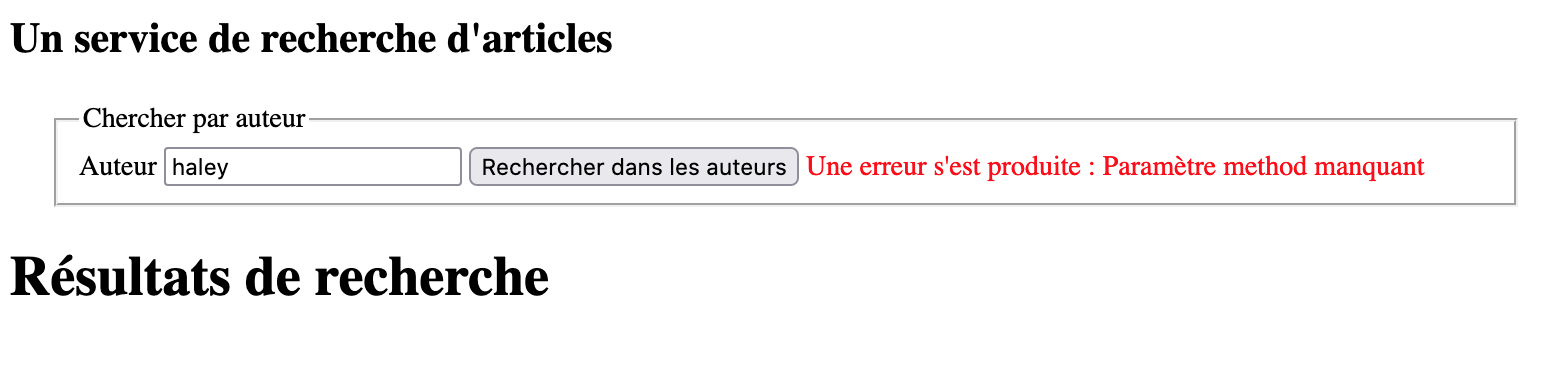 Un service de recherche d'articles
Chercher par auteur
Auteur haley Rechercher dans les auteurs Une erreur s'est produite : Paramètre method manquant
Résultats de recherche